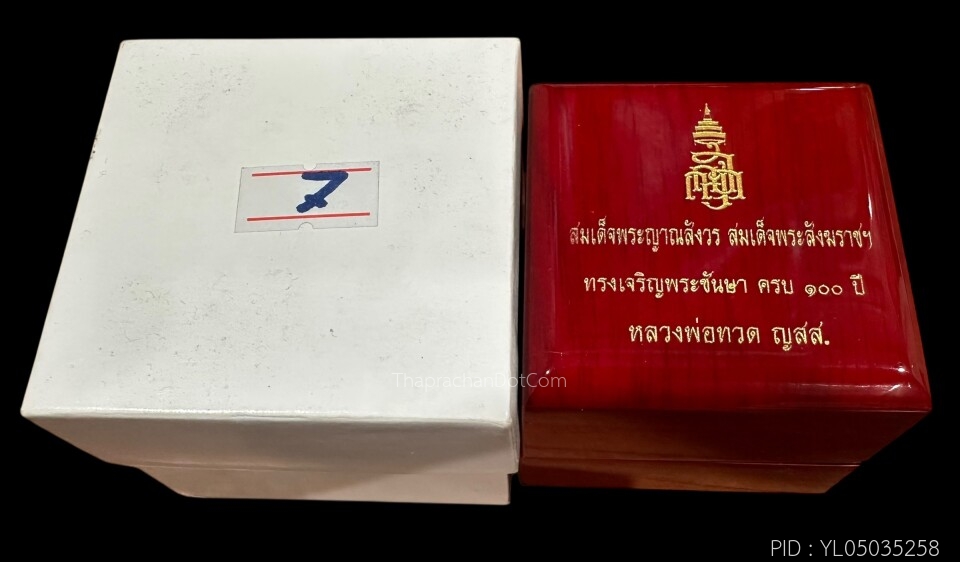 7
สมเด็จพระญาณสังวร สมเด็จพระสังฆราชฯ
ทรงเจริญพระชันษา ครบ ๑๐๐ ปี
หลวงพ่อทวด ญสส.
ThaprachanDotCom
PID : YL05035258